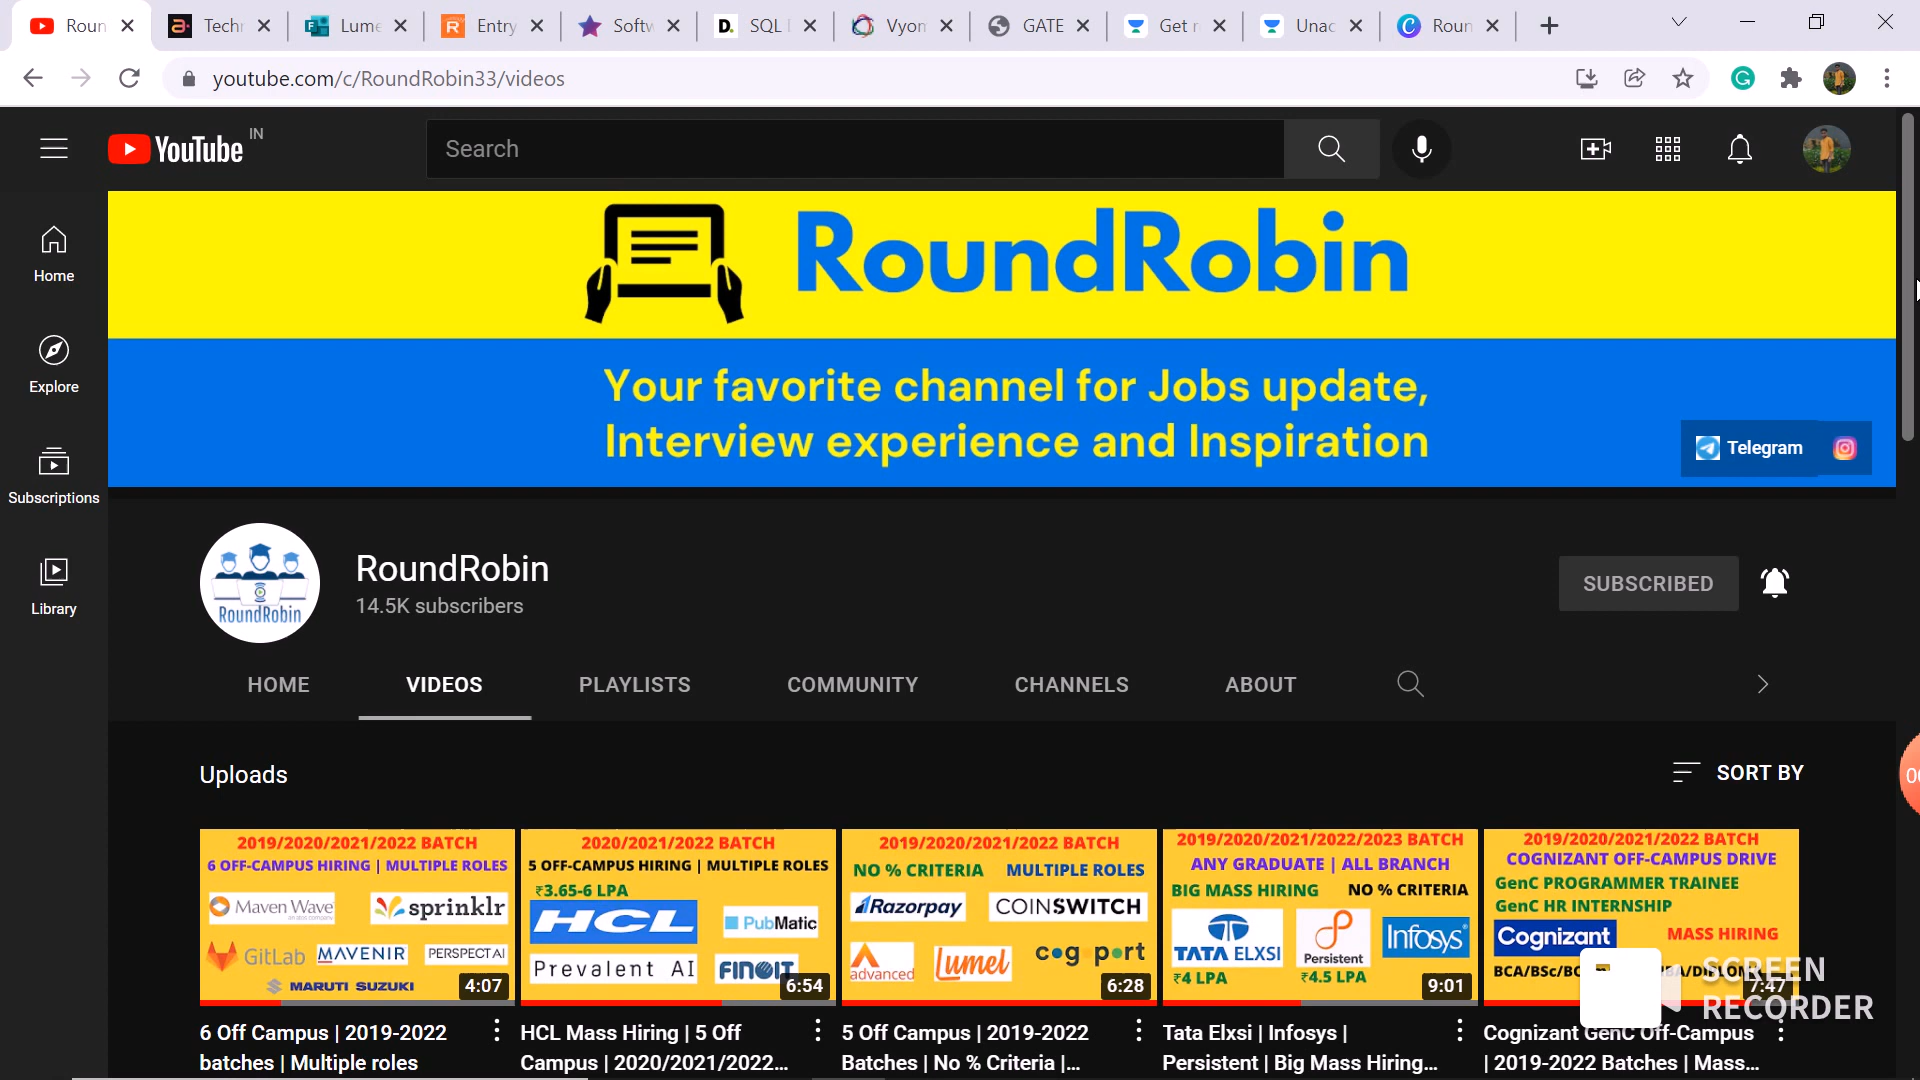 Roun
Techr
Lume
Entry
Softw
SQL
Vyom
GATE
Get r
Unac
Roun
youtube.com/c/RoundRobin33/videos
YouTube IN
Search
RoundRobin
Your favorite channel for Jobs update,
Interview experience and Inspiration
Telegram
Home
Explore
Subscriptions
Library
RoundRobin
RoundRobin
14.5K subscribers
SUBSCRIBED
HOME VIDEOS PLAYLISTS COMMUNITY CHANNELS ABOUT
Uploads
SORT BY
2019/2020/2021/2022 BATCH
6 OFF-CAMPUS HIRING | MULTIPLE ROLES
Maven Wave
sprinklr
GitLab MAVENIR PERSPECTAI
MARUTI SUZUKI
4:07
6 Off Campus | 2019-2022
batches | Multiple roles
2020/2021/2022 BATCH
5 OFF-CAMPUS HIRING | MULTIPLE ROLES
₹3.65-6 LPA
HCL PubMatic
Prevalent AI FINOIT
6:54
HCL Mass Hiring | 5 Off
Campus | 2020/2021/2022...
2019/2020/2021/2022 BATCH
NO % CRITERIA MULTIPLE ROLES
Razorpay COINSWITCH
advanced Lumel cogoport
6:28
5 Off Campus | 2019-2022
Batches | No % Criteria |...
2019/2020/2021/2022/2023 BATCH
ANY GRADUATE | ALL BRANCH
BIG MASS HIRING NO % CRITERIA
TATA ELXSI Persistent Infosys
₹4 LPA ₹4.5 LPA
9:01
Tata Elxsi | Infosys |
Persistent | Big Mass Hiring...
2019/2020/2021/2022 BATCH
COGNIZANT OFF-CAMPUS DRIVE
GenC PROGRAMMER TRAINEE
GenC HR INTERNSHIP
Cognizant MASS HIRING
7:47
Cognizant GenC Off-Campus
| 2019-2022 Batches | Mass...
SCREEN
RECORDER